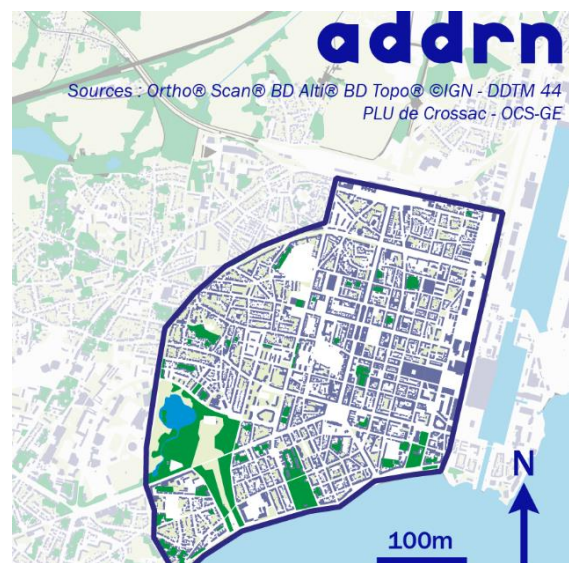 addrn
Sources : Ortho® Scan® BD Alti® BD Topo® ©IGN - DDTM 44
PLU de Crossac - OCS-GE
N
100m